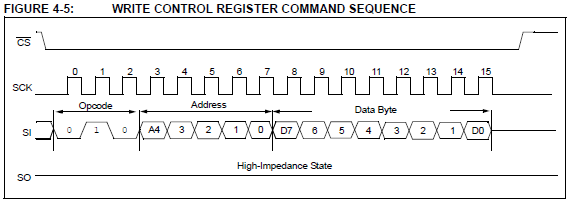 FIGURE 4-5: WRITE CONTROL REGISTER COMMAND SEQUENCE
CS
0 1 2 3 4 5 6 7 8 9 10 11 12 13 14 15
SCK
Opcode Address Data Byte
SI 0 1 0 A4 3 2 1 0 D7 6 5 4 3 2 1 D0
High-Impedance State
SO